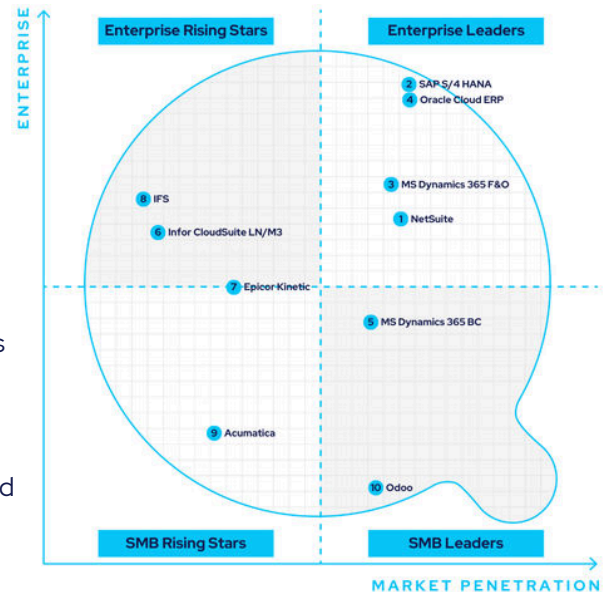 ENTERPRISE
Enterprise Rising Stars
Enterprise Leaders
2 SAP S/4 HANA
4 Oracle Cloud ERP
3 MS Dynamics 365 F&O
8 IFS
1 NetSuite
6 Infor CloudSuite LN/M3
7 Epicor Kinetic
5 MS Dynamics 365 BC
s
9 Acumatica
d
10 Odoo
SMB Rising Stars
SMB Leaders
MARKET PENETRATION